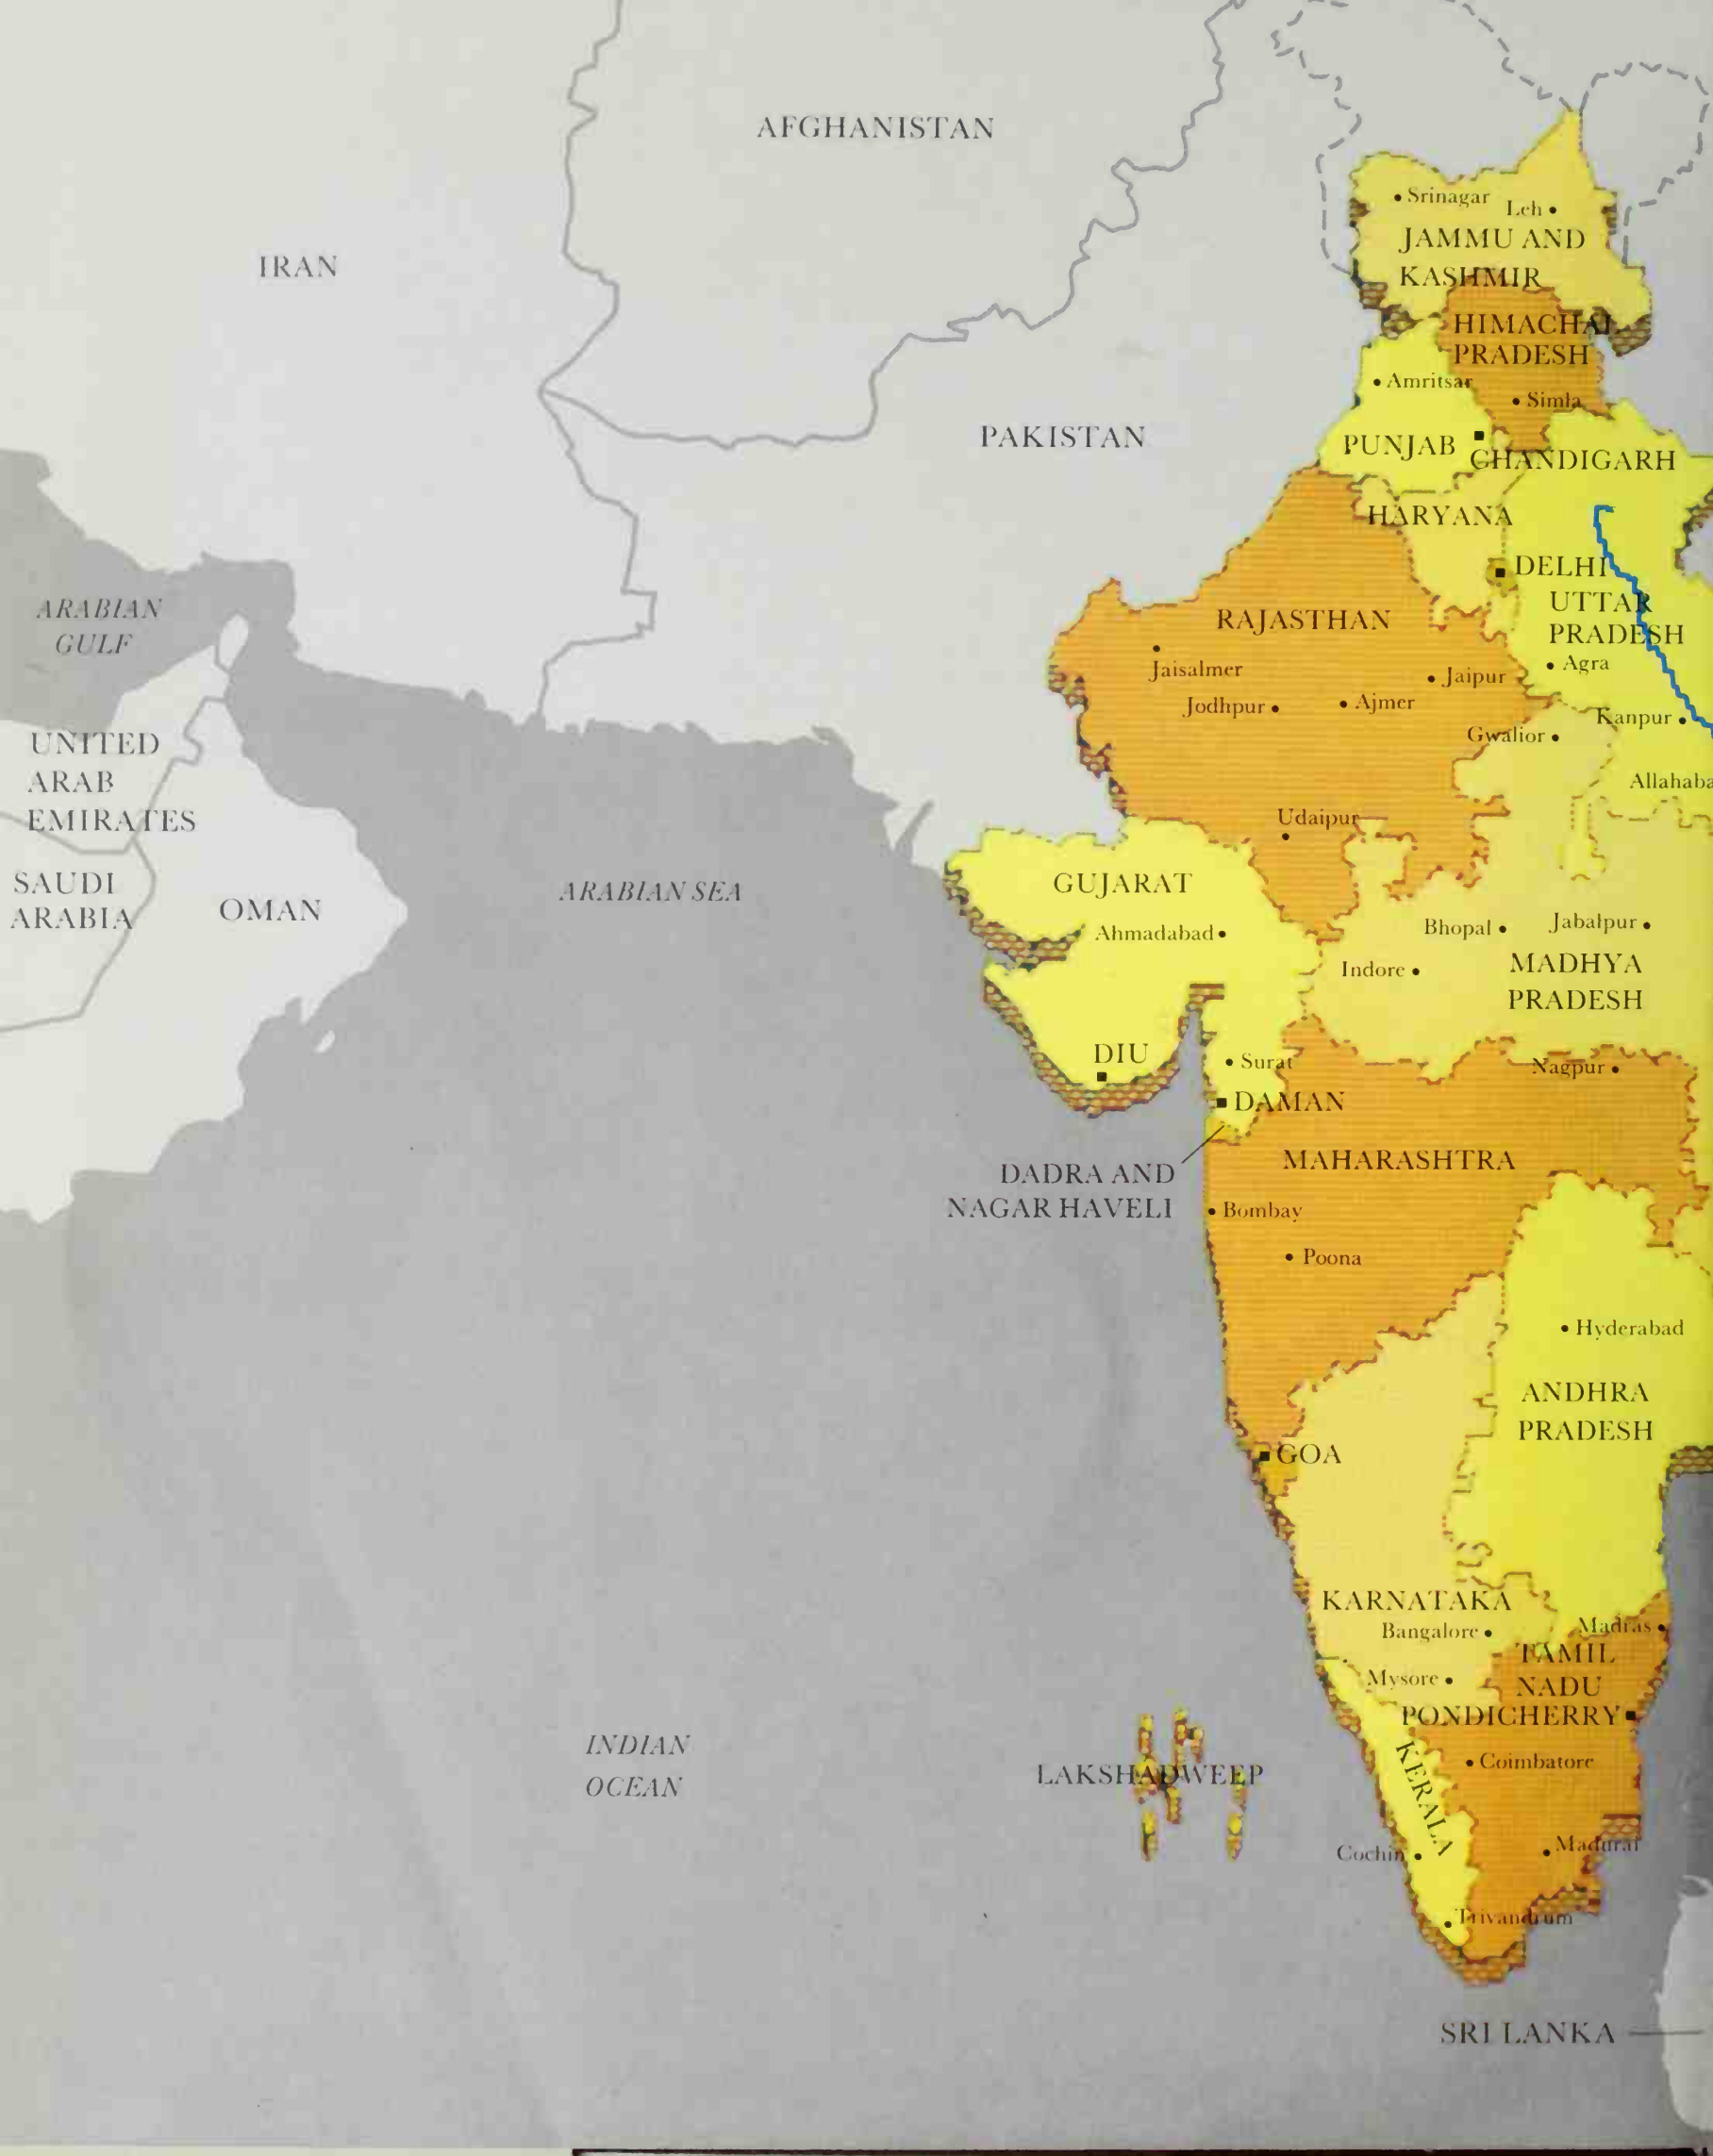 AFGHANISTAN
Srinagar
Leh
JAMMU AND
KASHMIR
IRAN
HIMACHAL
PRADESH
Amritsar
Simla
PAKISTAN
PUNJAB
CHANDIGARH
HARYANA
DELHI
ARABIAN
GULF
UTTAR
PRADESH
RAJASTHAN
Agra
Jaisalmer
Jaipur
Jodhpur
Ajmer
Kanpur
Gwalior
UNITED
ARAB
EMIRATES
Allahaba
Udaipur
SAUDI
ARABIA
OMAN
ARABIAN SEA
GUJARAT
Ahmadabad
Bhopal
Jabalpur
Indore
MADHYA
PRADESH
DIU
Surat
Nagpur
DAMAN
DADRA AND
NAGAR HAVELI
MAHARASHTRA
Bombay
Poona
Hyderabad
ANDHRA
PRADESH
GOA
KARNATAKA
Bangalore
Madras
TAMIL
NADU
Mysore
PONDICHERRY
INDIAN
OCEAN
LAKSHADWEEP
KERALA
Coimbatore
Cochin
Madurai
Trivandrum
SRI LANKA